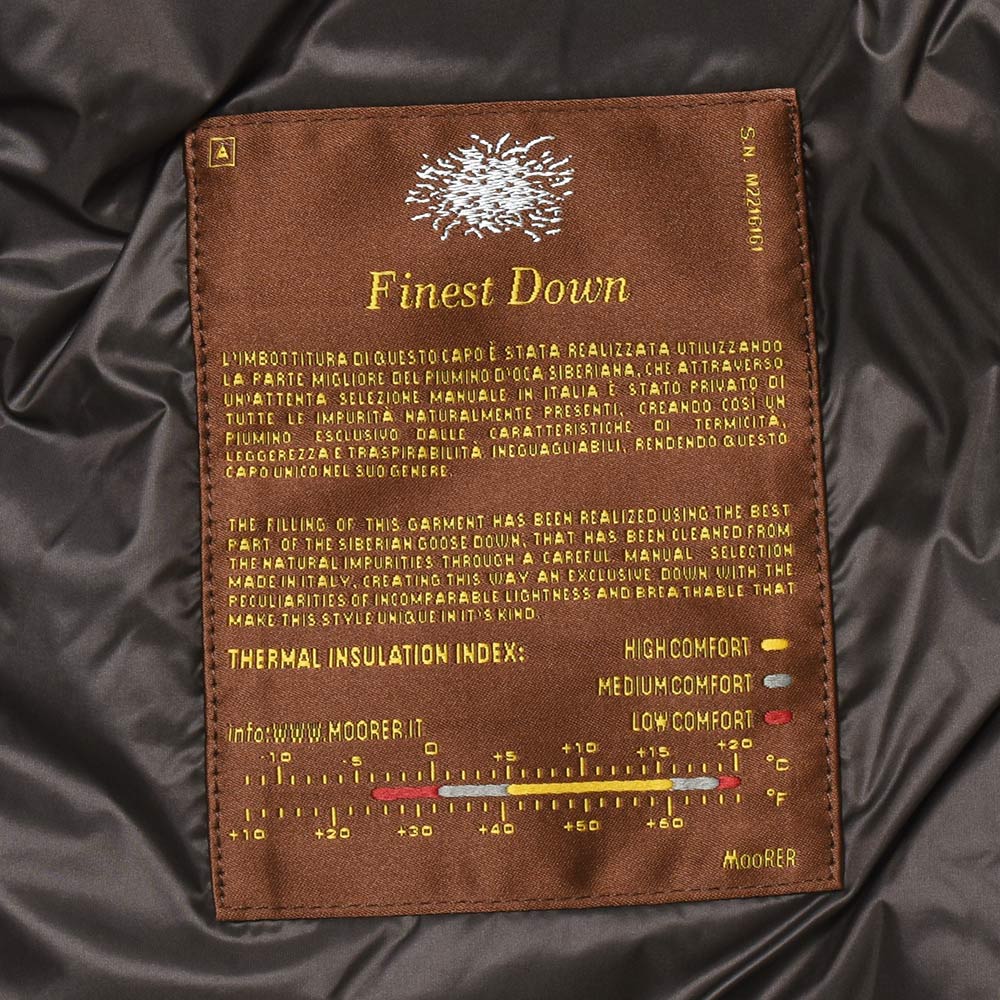 A
S.N. M2216161
Finest Down
L'IMBOTTITURA DI QUESTO CAPO È STATA REALIZZATA UTILIZZANDO
LA PARTE MIGLIORE DEL PIUMINO D'OCA SIBERIANA, CHE ATTRAVERSO
UN'ATTENTA SELEZIONE MANUALE IN ITALIA È STATO PRIVATO DI
TUTTE LE IMPURITÀ NATURALMENTE PRESENTI, CREANDO COSÌ UN
PIUMINO ESCLUSIVO DALLE CARATTERISTICHE DI TERMICITÀ,
LEGGEREZZA E TRASPIRABILITÀ INEGUAGLIABILI, RENDENDO QUESTO
CAPO UNICO NEL SUO GENERE.
THE FILLING OF THIS GARMENT HAS BEEN REALIZED USING THE BEST
PART OF THE SIBERIAN GOOSE DOWN, THAT HAS BEEN CLEANED FROM
THE NATURAL IMPURITIES THROUGH A CAREFUL MANUAL SELECTION
MADE IN ITALY, CREATING THIS WAY AN EXCLUSIVE DOWN WITH THE
PECULIARITIES OF INCOMPARABLE LIGHTNESS AND BREATHABLE THAT
MAKE THIS STYLE UNIQUE IN IT'S KIND.
THERMAL INSULATION INDEX:
HIGH COMFORT
MEDIUM COMFORT
LOW COMFORT
info:WWW.MOORER.IT
-10 -5 0 +5 +10 +15 +20 °C
+10 +20 +30 +40 +50 +60 °F
MooRER